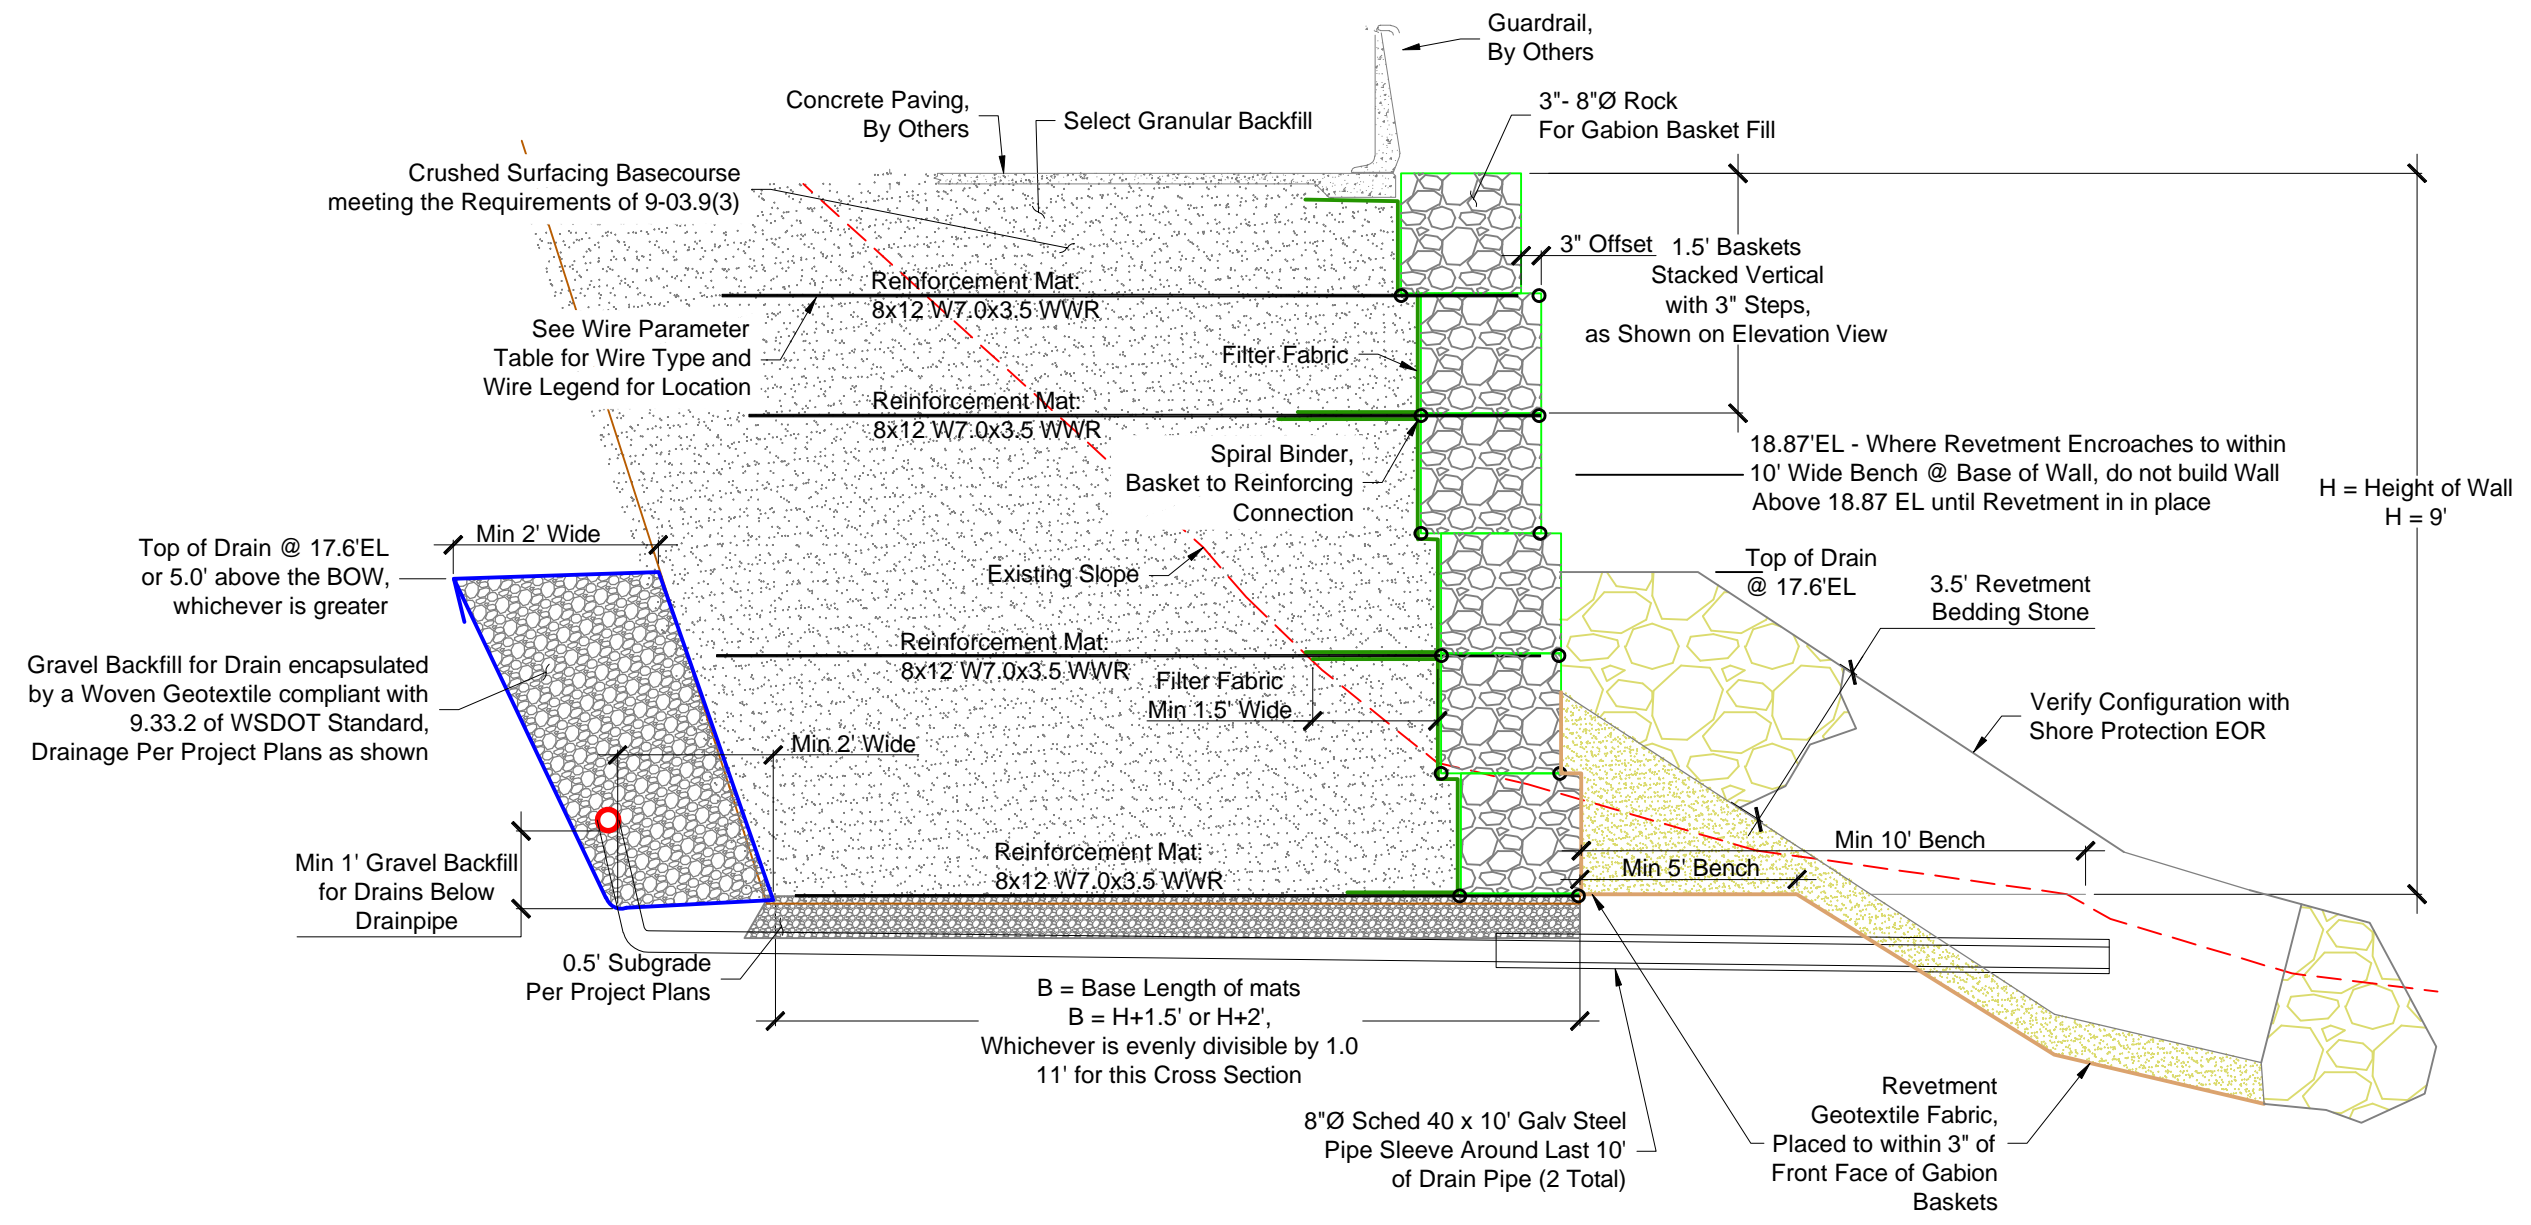 Guardrail,
By Others
Concrete Paving,
By Others
Select Granular Backfill
3"- 8"Ø Rock
For Gabion Basket Fill
Crushed Surfacing Basecourse
meeting the Requirements of 9-03.9(3)
3" Offset
1.5' Baskets
Stacked Vertical
with 3" Steps,
as Shown on Elevation View
Reinforcement Mat:
8x12 W7.0x3.5 WWR
See Wire Parameter
Table for Wire Type and
Wire Legend for Location
Filter Fabric
Reinforcement Mat:
8x12 W7.0x3.5 WWR
Spiral Binder,
Basket to Reinforcing
Connection
18.87'EL - Where Revetment Encroaches to within
10' Wide Bench @ Base of Wall, do not build Wall
Above 18.87 EL until Revetment in in place
H = Height of Wall
H = 9'
Min 2' Wide
Top of Drain @ 17.6'EL
or 5.0' above the BOW,
whichever is greater
Existing Slope
Top of Drain
@ 17.6'EL
3.5' Revetment
Bedding Stone
Reinforcement Mat:
8x12 W7.0x3.5 WWR
Filter Fabric
Min 1.5' Wide
Gravel Backfill for Drain encapsulated
by a Woven Geotextile compliant with
9.33.2 of WSDOT Standard,
Drainage Per Project Plans as shown
Verify Configuration with
Shore Protection EOR
Min 2' Wide
Min 10' Bench
Min 5' Bench
Min 1' Gravel Backfill
for Drains Below
Drainpipe
Reinforcement Mat:
8x12 W7.0x3.5 WWR
0.5' Subgrade
Per Project Plans
B = Base Length of mats
B = H+1.5' or H+2',
Whichever is evenly divisible by 1.0
11' for this Cross Section
8"Ø Sched 40 x 10' Galv Steel
Pipe Sleeve Around Last 10'
of Drain Pipe (2 Total)
Revetment
Geotextile Fabric,
Placed to within 3" of
Front Face of Gabion
Baskets